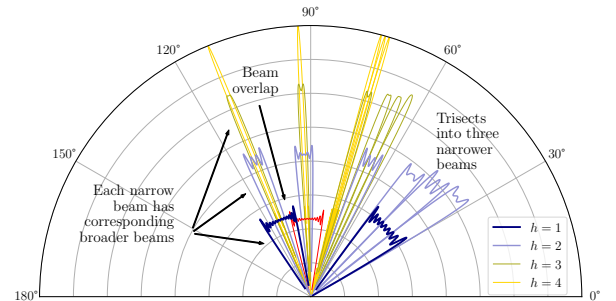 90°
120°
60°
Beam
overlap
Trisects
into three
narrower
beams
150°
30°
Each narrow
beam has
corresponding
broader beams
h = 1
h = 2
h = 3
h = 4
180°
0°